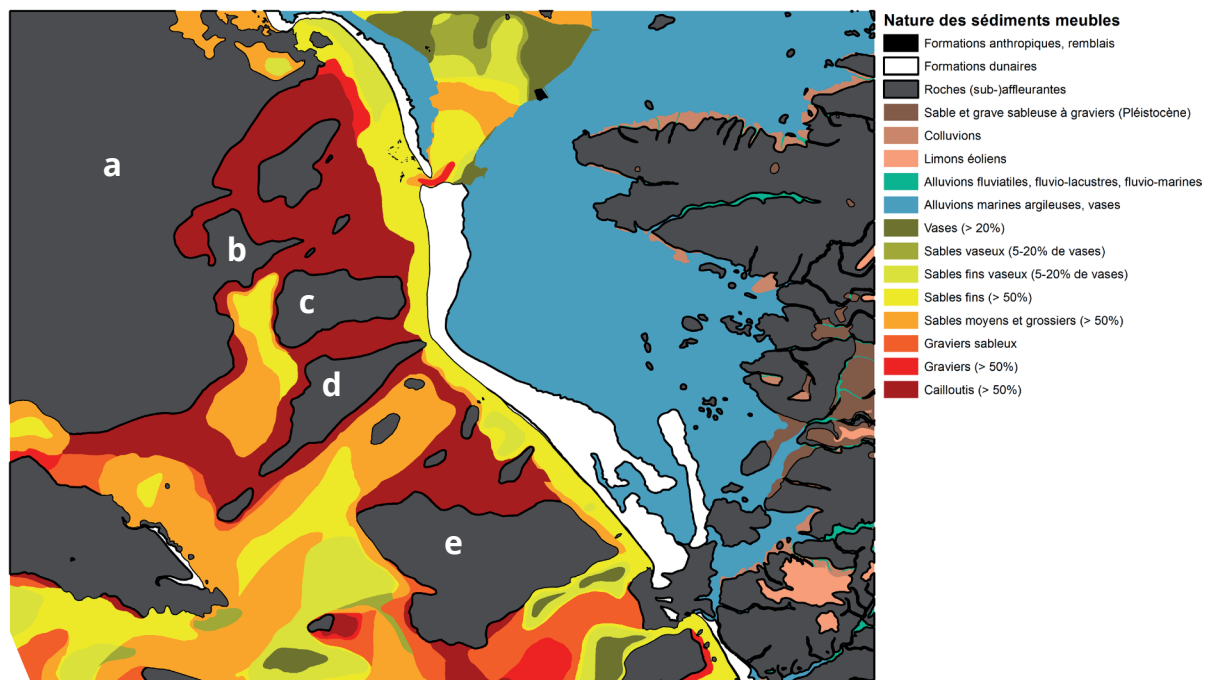 Nature des sédiments meubles
Formations anthropiques, remblais
Formations dunaires
Roches (sub-)affleurantes
Sable et grave sableuse à graviers (Pléistocène)
Colluvions
Limons éoliens
Alluvions fluviatiles, fluvio-lacustres, fluvio-marines
Alluvions marines argileuses, vases
Vases (> 20%)
Sables vaseux (5-20% de vases)
Sables fins vaseux (5-20% de vases)
Sables fins (> 50%)
Sables moyens et grossiers (> 50%)
Graviers sableux
Graviers (> 50%)
Cailloutis (> 50%)
a
b
c
d
e